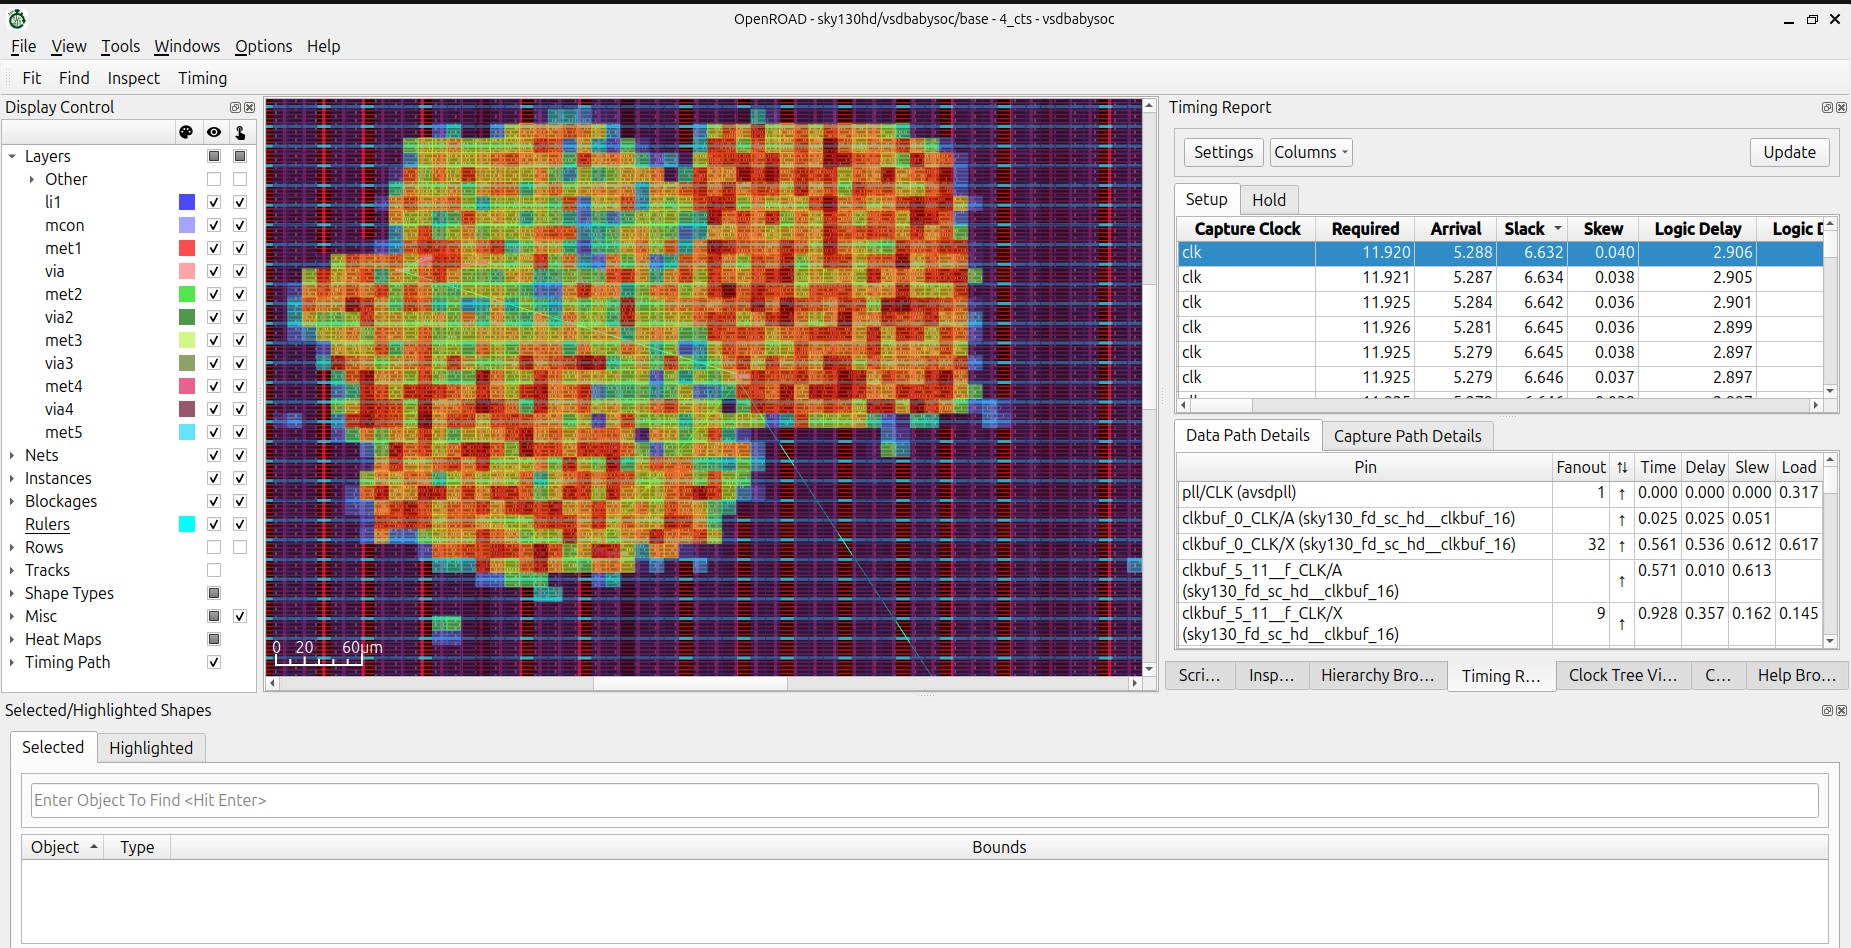 OpenROAD - sky130hd/vsdbabysoc/base - 4_cts - vsdbabysoc
File View Tools Windows Options Help
Fit Find Inspect Timing
Display Control
Layers
Other
li1
mcon
met1
via
met2
via2
met3
via3
met4
via4
met5
Nets
Instances
Blockages
Rulers
Rows
Tracks
Shape Types
Misc
Heat Maps
Timing Path
0 20 60μm
Timing Report
Settings Columns Update
Setup Hold
Capture Clock Required Arrival Slack Skew Logic Delay Logic D
clk 11.920 5.288 6.632 0.040 2.906
clk 11.921 5.287 6.634 0.038 2.905
clk 11.925 5.284 6.642 0.036 2.901
clk 11.926 5.281 6.645 0.036 2.899
clk 11.925 5.279 6.645 0.038 2.897
clk 11.925 5.279 6.646 0.037 2.897
Data Path Details Capture Path Details
Pin Fanout ↑↓ Time Delay Slew Load
pll/CLK (avsdpll) 1 ↑ 0.000 0.000 0.000 0.317
clkbuf_0_CLK/A (sky130_fd_sc_hd__clkbuf_16) ↑ 0.025 0.025 0.051
clkbuf_0_CLK/X (sky130_fd_sc_hd__clkbuf_16) 32 ↑ 0.561 0.536 0.612 0.617
clkbuf_5_11__f_CLK/A
(sky130_fd_sc_hd__clkbuf_16) ↑ 0.571 0.010 0.613
clkbuf_5_11__f_CLK/X
(sky130_fd_sc_hd__clkbuf_16) 9 ↑ 0.928 0.357 0.162 0.145
Scri... Insp... Hierarchy Bro... Timing R... Clock Tree Vi... C... Help Bro...
Selected/Highlighted Shapes
Selected Highlighted
Enter Object To Find <Hit Enter>
Object Type Bounds